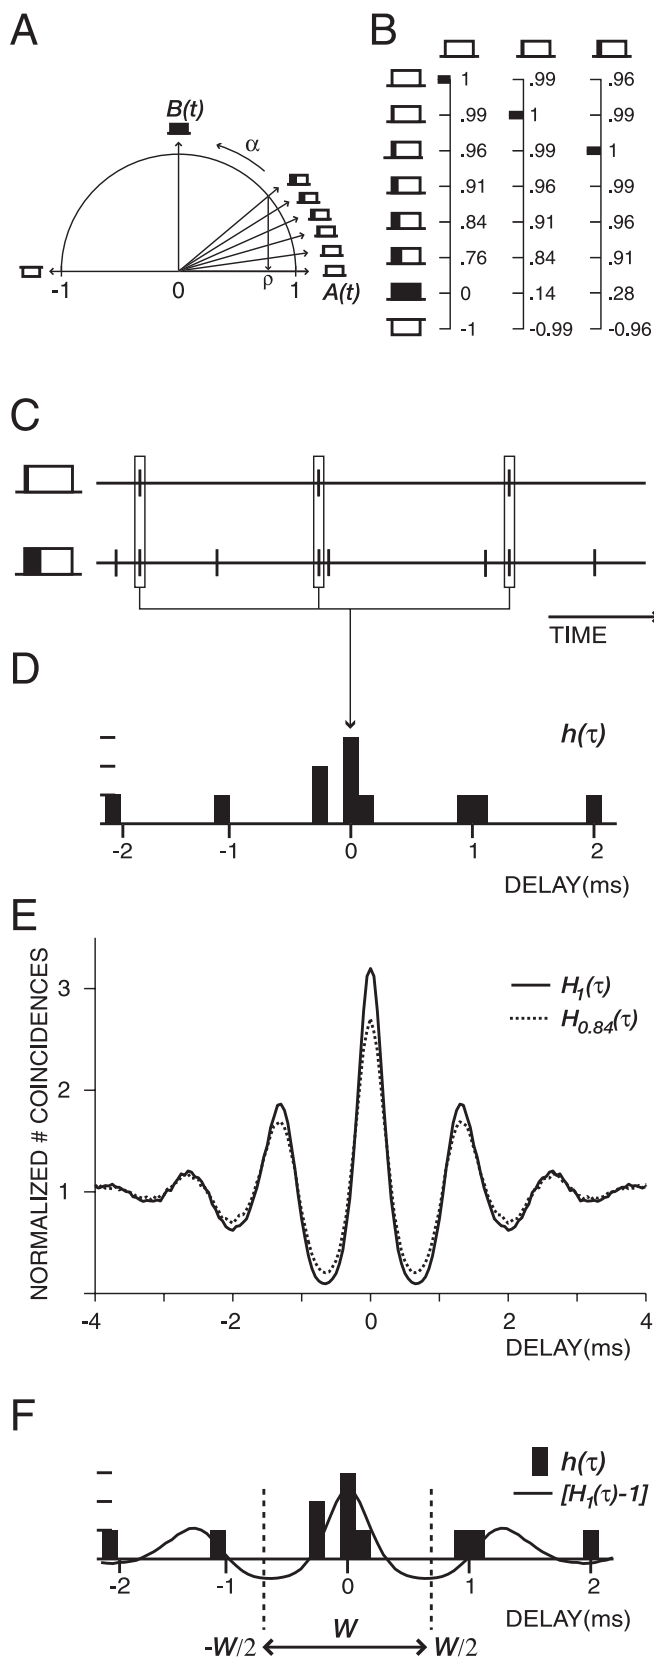 A
B(t)
α
-1
0
ρ
1
A(t)
B
1 .99 .96
.99 1 .99
.96 .99 1
.91 .96 .99
.84 .91 .96
.76 .84 .91
0 .14 .28
-1 -0.99 -0.96
C
TIME
D
h(τ)
-2 -1 0 1 2
DELAY(ms)
E
NORMALIZED # COINCIDENCES
3
2
1
H1(τ)
H0.84(τ)
-4 -2 0 2 4
DELAY(ms)
F
h(τ)
[H1(τ)-1]
-2 -1 0 1 2
DELAY(ms)
-W/2 W W/2